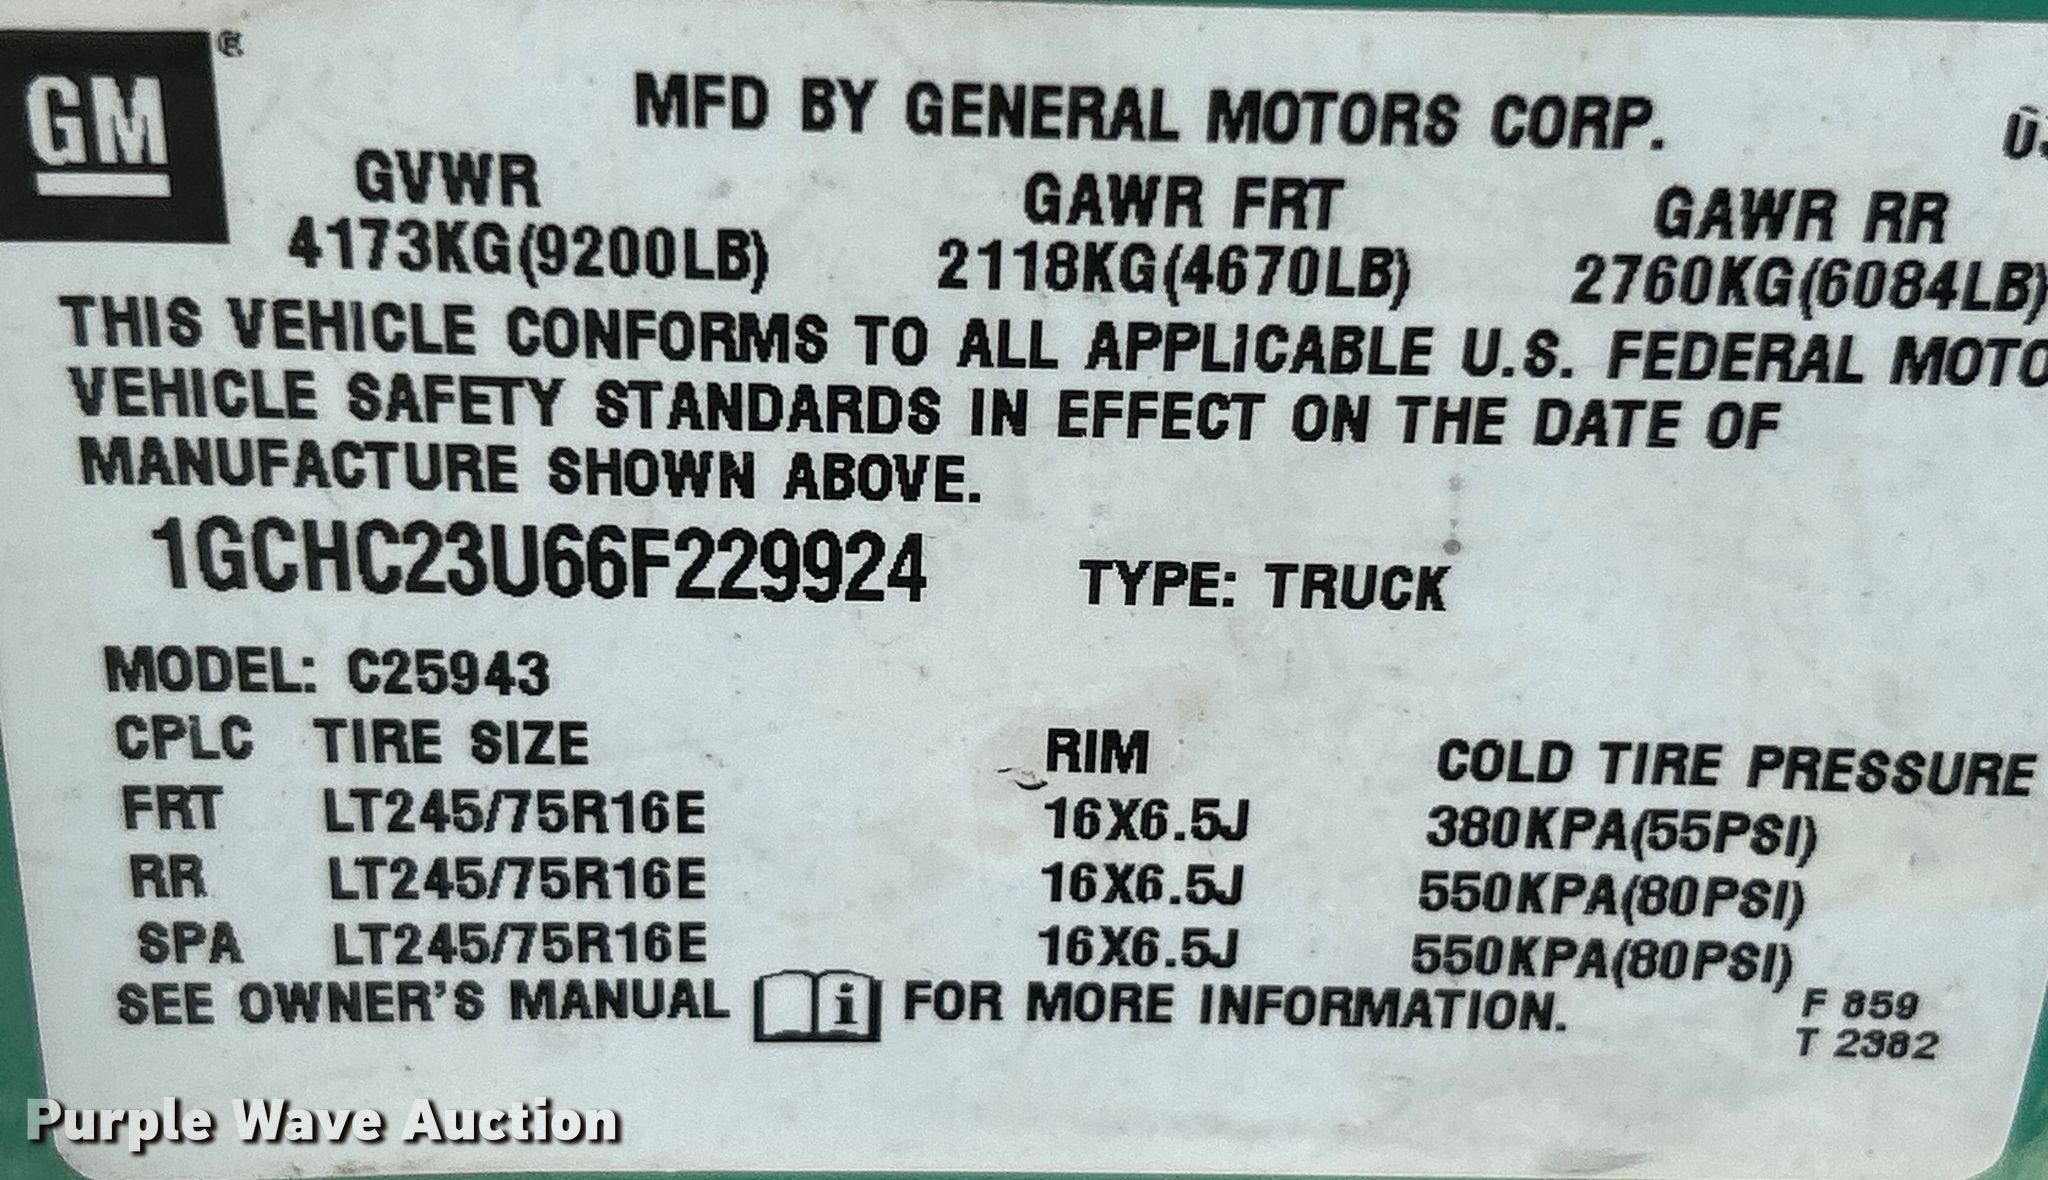 GM®
MFD BY GENERAL MOTORS CORP.
GVWR GAWR FRT GAWR RR
4173KG(9200LB) 2118KG(4670LB) 2760KG(6084LB)
THIS VEHICLE CONFORMS TO ALL APPLICABLE U.S. FEDERAL MOTO
VEHICLE SAFETY STANDARDS IN EFFECT ON THE DATE OF
MANUFACTURE SHOWN ABOVE.
1GCHC23U66F229924 TYPE: TRUCK
MODEL: C25943
CPLC TIRE SIZE RIM COLD TIRE PRESSURE
FRT LT245/75R16E 16X6.5J 380KPA(55PSI)
RR LT245/75R16E 16X6.5J 550KPA(80PSI)
SPA LT245/75R16E 16X6.5J 550KPA(80PSI)
SEE OWNER'S MANUAL i FOR MORE INFORMATION.
F 859
T 2382
Purple Wave Auction